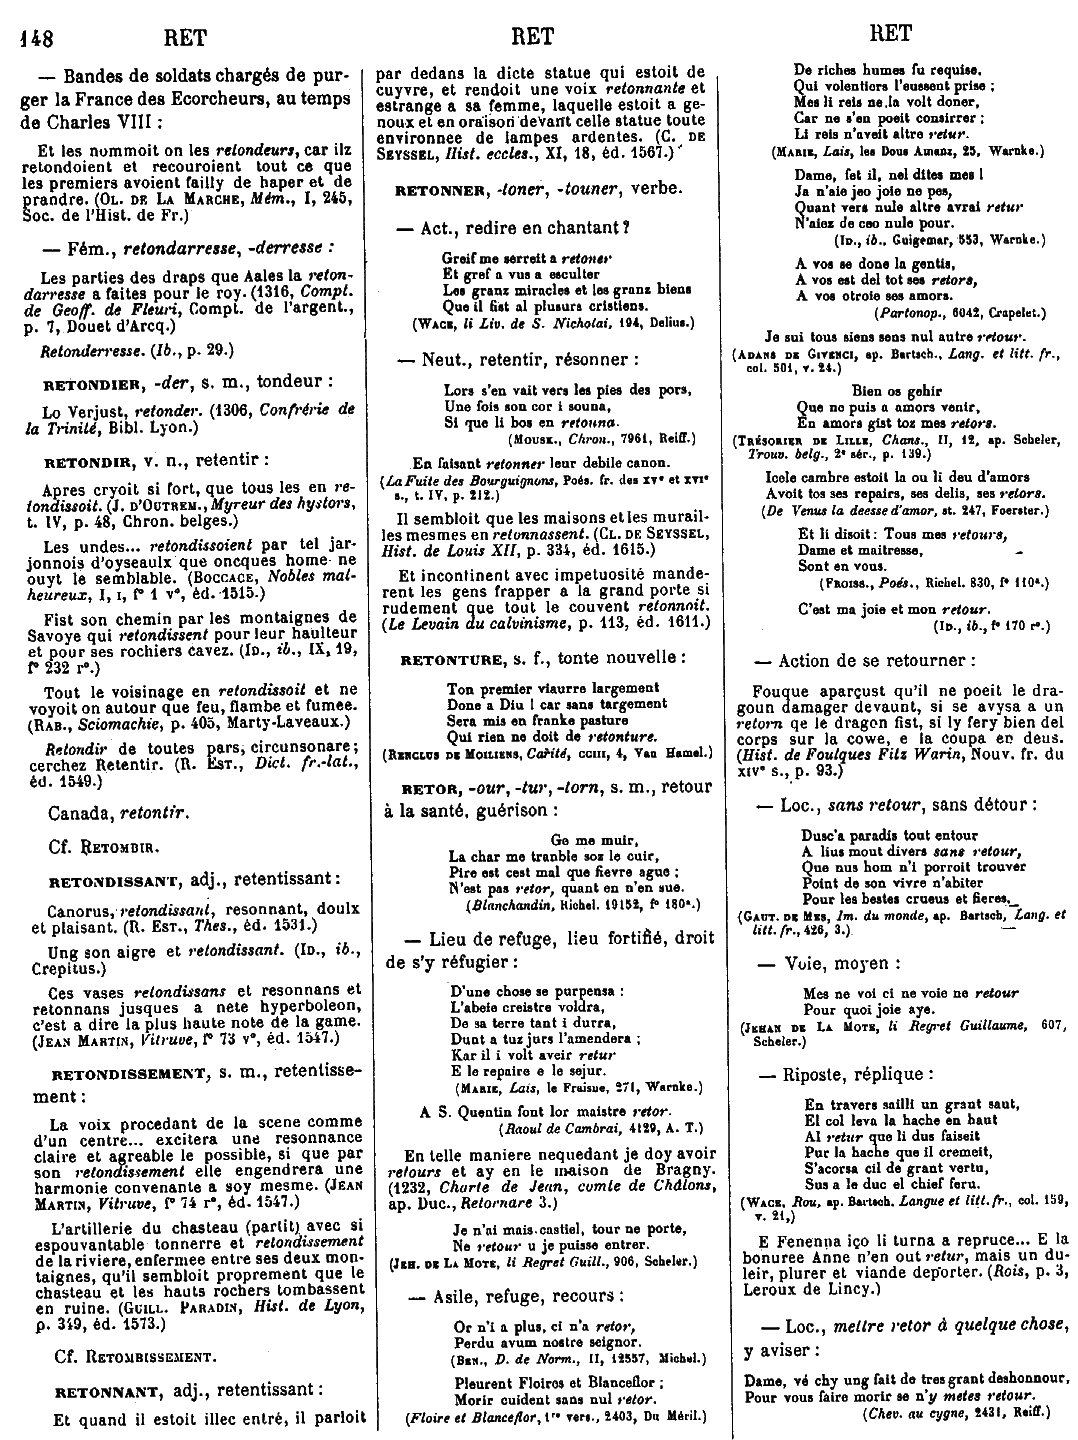 148 RET RET RET
— Bandes de soldats chargés de pur-
ger la France des Ecorcheurs, au temps
de Charles VIII :
Et les nommoit on les retondeurs, car ilz
retondoient et recouroient tout ce que
les premiers avoient failly de haper et de
prandre. (OL. DE LA MARCHE, Mém., I, 245,
Soc. de l'Hist. de Fr.)
— Fém., retondarresse, -derresse :
Les parties des draps que Aales la reton-
darresse a faites pour le roy. (1316, Compt.
de Geoff. de Fleuri, Compt. de l'argent.,
p. 7, Douet d'Arcq.)
Retonderresse. (Ib., p. 29.)
RETONDIER, -der, s. m., tondeur :
Lo Verjust, retonder. (1306, Confrérie de
la Trinité, Bibl. Lyon.)
RETONDIR, v. n., retentir :
Apres cryoit si fort, que tous les en re-
tondissoit. (J. D'OUTREM., Myreur des hystors,
t. IV, p. 48, Chron. belges.)
Les undes... retondissoient par tel jar-
jonnois d'oyseaulx que oncques home ne
ouyt le semblable. (BOCCACE, Nobles mal-
heureux, I, I, f° 1 v°, éd. 1515.)
Fist son chemin par les montaignes de
Savoye qui retondissent pour leur haulteur
et pour ses rochiers cavez. (ID., ib., IX, 19,
f° 232 r°.)
Tout le voisinage en retondissoit et ne
voyoit on autour que feu, flambe et fumee.
(RAB., Sciomachie, p. 405, Marty-Laveaux.)
Retondir de toutes pars, circunsonare;
cerchez Retentir. (R. EST., Dict. fr.-lat.,
éd. 1549.)
Canada, retontir.
Cf. RETOMBIR.
RETONDISSANT, adj., retentissant :
Canorus, retondissant, resonnant, doulx
et plaisant. (R. EST., Thes., éd. 1531.)
Ung son aigre et retondissant. (ID., ib.,
Crepitus.)
Ces vases retondissans et resonnans et
retonnans jusques a nete hyperboleon,
c'est a dire la plus haulte note de la game.
(JEAN MARTIN, Vitruve, f° 73 v°, éd. 1547.)
RETONDISSEMENT, s. m., retentisse-
ment :
La voix procedant de la scene comme
d'un centre... excitera une resonnance
claire et agreable le possible, si que par
son retondissement elle engendrera une
harmonie convenante a soy mesme. (JEAN
MARTIN, Vitruve, f° 74 r°, éd. 1547.)
L'artillerie du chasteau (partit) avec si
espouvantable tonnerre et retondissement
de la riviere, enfermee entre ses deux mon-
taignes, qu'il sembloit proprement que le
chasteau et les hauts rochers tombassent
en ruine. (GUILL. PARADIN, Hist. de Lyon,
p. 349, éd. 1573.)
Cf. RETOMBISSEMENT.
RETONNANT, adj., retentissant :
Et quand il estoit illec entré, il parloit
par dedans la dicte statue qui estoit de
cuyvre, et rendoit une voix retonnante et
estrange a sa femme, laquelle estoit a ge-
noux et en oraison devant celle statue toute
environnee de lampes ardentes. (C. DE
SEYSSEL, Hist. eccles., XI, 18, éd. 1567.)
RETONNER, -toner, -touner, verbe.
— Act., redire en chantant ?
Greif me serreit a retoner
Et gref a vus a esculter
Les granz miracles et les granz biens
Que il fist al plusurs cristiens.
(WACE, li Liv. de S. Nicholai, 194, Delius.)
— Neut., retentir, résonner :
Lors s'en vait vers les pies des pors,
Une fois son cor i souna,
Si que li bos en retouna.
(MOUSK., Chron., 7961, Reiff.)
En faisant retonner leur debile canon.
(La Fuite des Bourguignons, Poés. fr. des XV° et XVI°
s., t. IV, p. 212.)
Il sembloit que les maisons et les murail-
les mesmes en retonnassent. (CL. DE SEYSSEL,
Hist. de Louis XII, p. 334, éd. 1615.)
Et incontinent avec impetuosité mande-
rent les gens frapper a la grand porte si
rudement que tout le couvent retonnoit.
(Le Levain du calvinisme, p. 113, éd. 1611.)
RETONTURE, s. f., tonte nouvelle :
Ton premier viaurre largement
Done a Diu ! car sans targement
Sera mis en franke pasture
Qui rien ne doit de retonture.
(RENCLUS DE MOILIENS, Carité, CCIII, 4, Van Hamel.)
RETOR, -our, -tur, -torn, s. m., retour
à la santé, guérison :
Ge me muir,
La char me tranble soz le cuir,
Pire est cest mal que fievre ague ;
N'est pas retor, quant en n'en sue.
(Blanchandin, Richel. 19152, f° 180ᵃ.)
— Lieu de refuge, lieu fortifié, droit
de s'y réfugier :
D'une chose se purpensa :
L'abeie creistre voldra,
De sa terre tant i durra,
Dunt a tuz jurs l'amendera ;
Kar il i volt aveir retur
E le repaire e le sejur.
(MARIE, Lais, le Fraisne, 271, Warnke.)
A S. Quentin font lor maistre retor.
(Raoul de Cambrai, 4129, A. T.)
En telle maniere nequedant je doy avoir
retours et ay en le maison de Bragny.
(1232, Charte de Jean, comte de Châlons,
ap. Duc., Retornare 3.)
Je n'ai mais castiel, tour ne porte,
Ne retour u je puisse entrer.
(JEH. DE LA MOTE, li Regret Guill., 906, Scheler.)
— Asile, refuge, recours :
Or n'i a plus, ci n'a retor,
Perdu avum nostre seignor.
(BEN., D. de Norm., II, 12557, Michel.)
Pleurent Floiros et Blanceflor ;
Morir cuident sans nul retor.
(Floire et Blanceflor, 1ʳᵉ vers., 2403, Du Méril.)
De riches humes fu requise,
Qui volentiers l'eussent prise ;
Mes li reis ne la volt doner,
Car ne s'en poeit consirrer ;
Li reis n'aveit altre retur.
(MARIE, Lais, les Dous Amanz, 25, Warnke.)
Dame, fet il, nel dites mes !
Ja n'aie jeo joie ne pes,
Quant vers nule altre avrai retur
N'aiez de ceo nule pour.
(ID., ib., Guigemar, 553, Warnke.)
A vos se done la gentis,
A vos est del tot ses retors,
A vos otroie ses amors.
(Partonop., 6042, Crapelet.)
Je sui tous siens sens nul autre retour.
(ADANS DE GIVENCI, ap. Bartsch., Lang. et litt. fr.,
col. 501, v. 24.)
Bien os gehir
Que ne puis a amors venir,
En amors gist toz mes retors.
(TRÉSORIER DE LILLE, Chans., II, 12, ap. Scheler,
Trouv. belg., 2° sér., p. 139.)
Icele cambre estoit la ou li deu d'amors
Avoit tos ses repairs, ses delis, ses retors.
(De Venus la deesse d'amor, st. 247, Foerster.)
Et li disoit : Tous mes retours,
Dame et maitresse,
Sont en vous.
(FROISS., Poés., Richel. 830, f° 110ᵃ.)
C'est ma joie et mon retour.
(ID., ib., f° 170 r°.)
— Action de se retourner :
Fouque aparçust qu'il ne poeit le dra-
goun damager devaunt, si se avysa a un
retorn qe le dragon fist, si ly fery bien del
corps sur la cowe, e la coupa en deus.
(Hist. de Foulques Fitz Warin, Nouv. fr. du
XIV° s., p. 93.)
— Loc., sans retour, sans détour :
Dusc'a paradis tout entour
A lius mout divers sans retour,
Que nus hom n'i porroit trouver
Point de son vivre n'abiter
Pour les bestes crueus et fieres.
(GAUT. DE MES, Im. du monde, ap. Bartsch, Lang. et
litt. fr., 426, 3.)
— Voie, moyen :
Mes ne voi ci ne voie ne retour
Pour quoi joie aye.
(JEHAN DE LA MOTE, li Regret Guillaume, 607,
Scheler.)
— Riposte, réplique :
En travers sailli un grant saut,
El col leva la hache en haut
Al retur que li dus faiseit
Pur la hache que il cremeit,
S'acorsa cil de grant vertu,
Sus a le duc el chief feru.
(WACE, Rou, ap. Bartsch. Langue et litt. fr., col. 159,
v. 21,)
E Fenenna iço li turna a repruce... E la
bonuree Anne n'en out retur, mais un du-
leir, plurer et viande deporter. (Rois, p. 3,
Leroux de Lincy.)
— Loc., mettre retor à quelque chose,
y aviser :
Dame, vé chy ung fait de tres grant deshonnour,
Pour vous faire morir se n'y metes retour.
(Chev. au cygne, 2431, Reiff.)